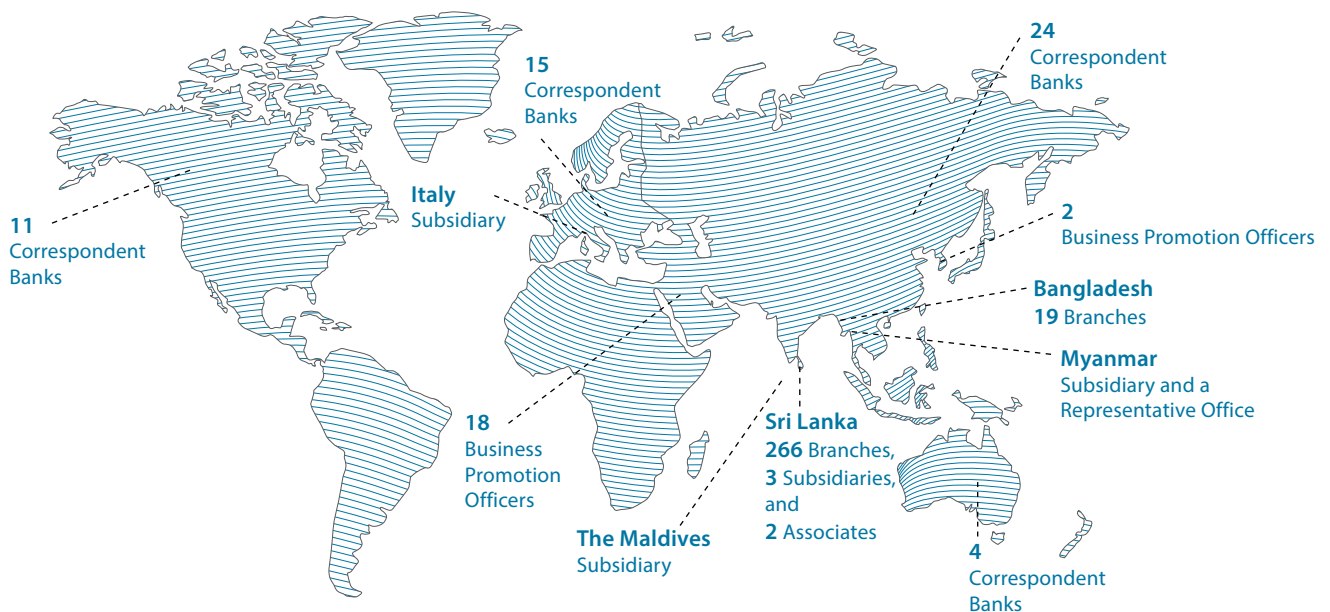 24
Correspondent
Banks
15
Correspondent
Banks
Italy
Subsidiary
11
Correspondent
Banks
2
Business Promotion Officers
Bangladesh
19 Branches
Myanmar
Subsidiary and a
Representative Office
18
Business
Promotion
Officers
Sri Lanka
266 Branches,
3 Subsidiaries,
and
2 Associates
The Maldives
Subsidiary
4
Correspondent
Banks